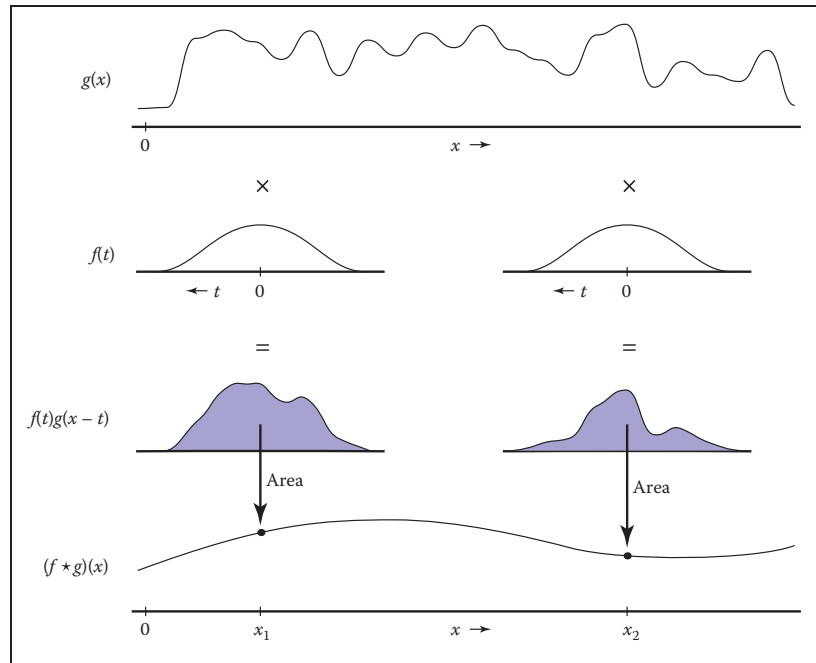 g(x)
0
x →
× ×
f(t)
← t 0 ← t 0
= =
f(t)g(x – t)
Area Area
(f ⋆ g)(x)
0 x₁ x → x₂